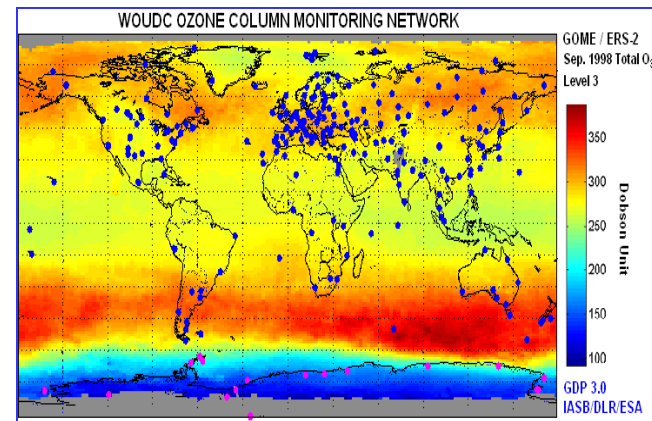 WOUDC OZONE COLUMN MONITORING NETWORK
GOME / ERS-2
Sep. 1998 Total O₃
Level 3
350
300
250
200
150
100
Dobson Unit
GDP 3.0
IASB/DLR/ESA